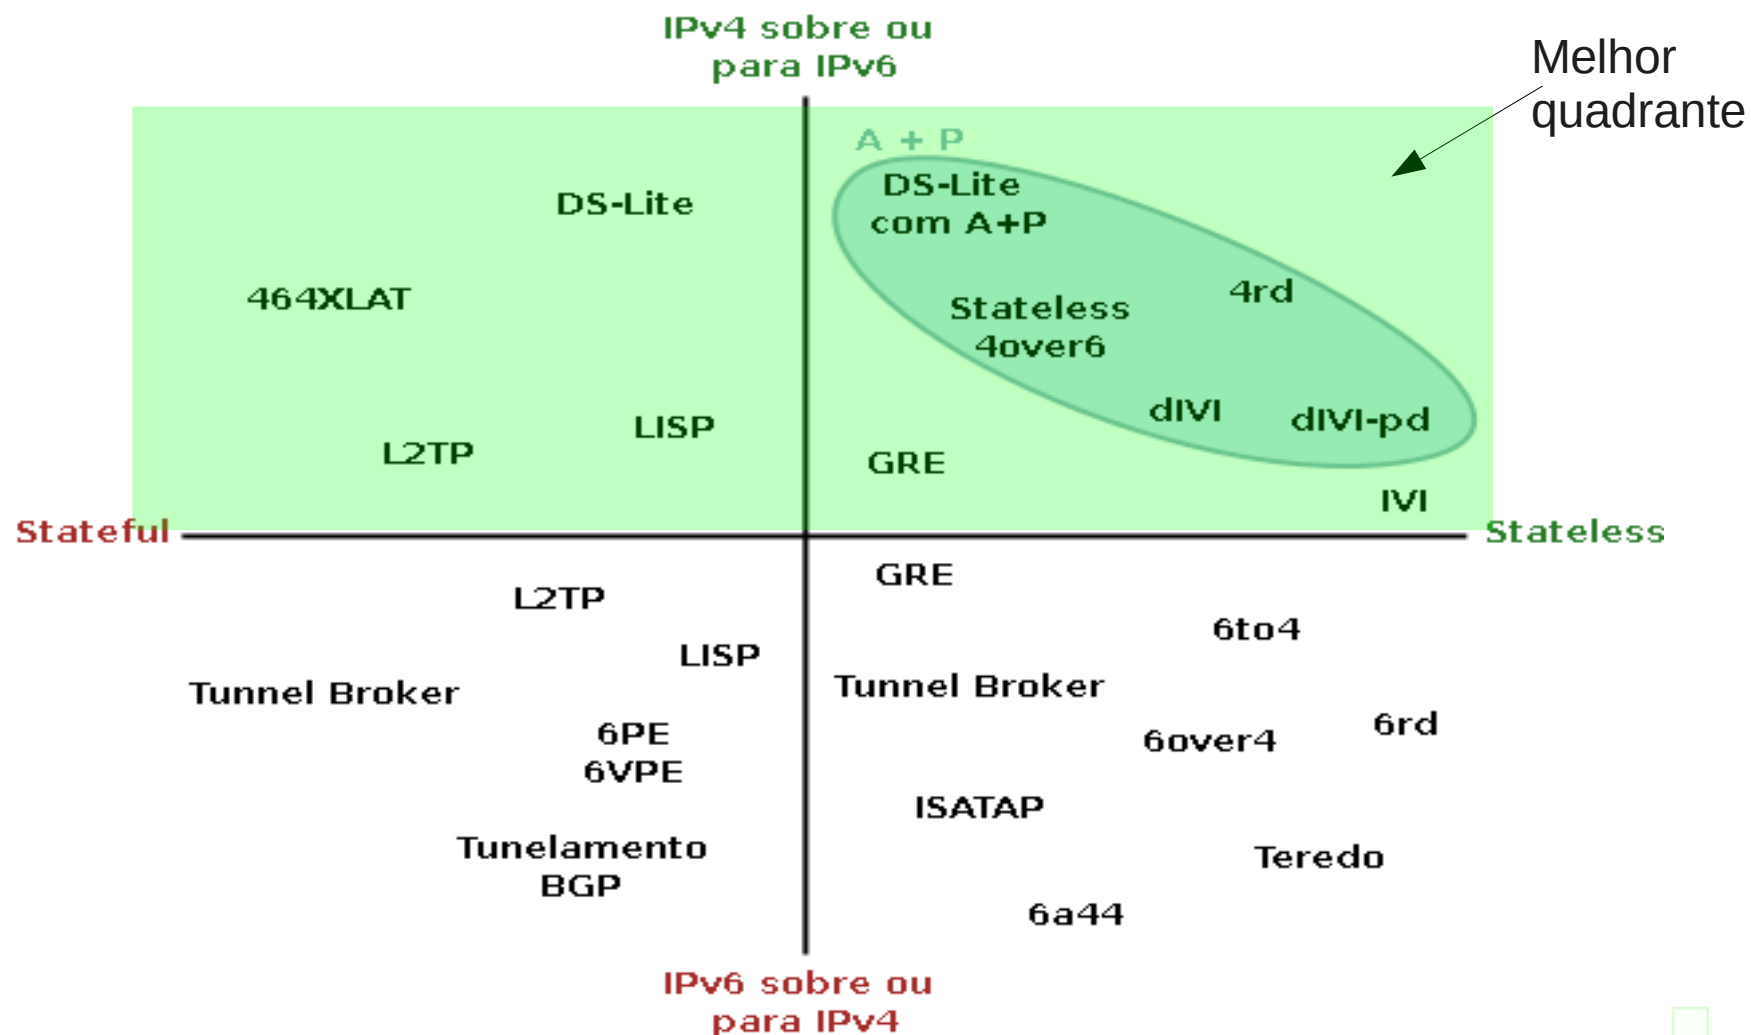 IPv4 sobre ou
para IPv6
Melhor
quadrante
A + P
DS-Lite
com A+P
DS-Lite
464XLAT
4rd
Stateless
4over6
dIVI
dIVI-pd
LISP
L2TP
GRE
IVI
Stateful
Stateless
GRE
L2TP
6to4
LISP
Tunnel Broker
Tunnel Broker
6rd
6PE
6VPE
6over4
ISATAP
Tunelamento
BGP
Teredo
6a44
IPv6 sobre ou
para IPv4